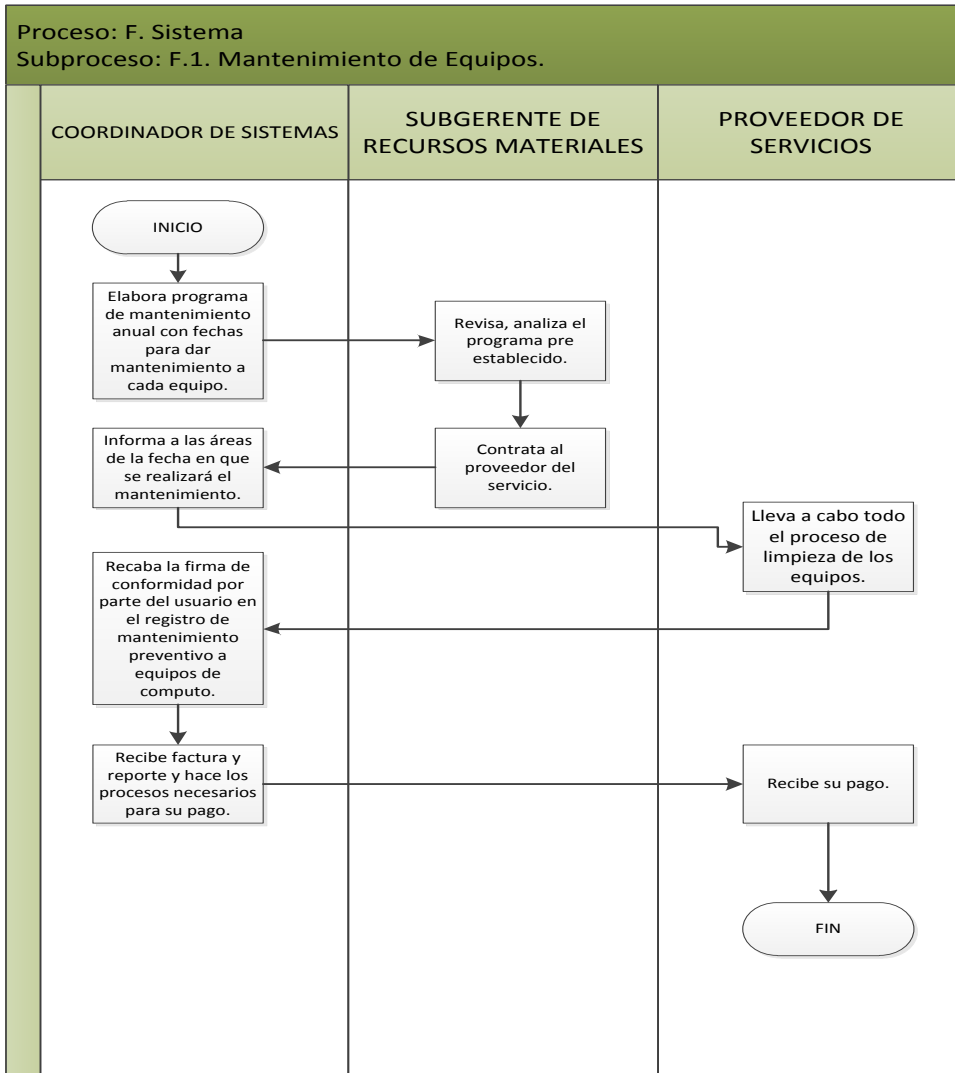 Proceso: F. Sistema
Subproceso: F.1. Mantenimiento de Equipos.
COORDINADOR DE SISTEMAS
SUBGERENTE DE
RECURSOS MATERIALES
PROVEEDOR DE
SERVICIOS
INICIO
Elabora programa
de mantenimiento
anual con fechas
para dar
mantenimiento a
cada equipo.
Revisa, analiza el
programa pre
establecido.
Contrata al
proveedor del
servicio.
Informa a las áreas
de la fecha en que
se realizará el
mantenimiento.
Lleva a cabo todo
el proceso de
limpieza de los
equipos.
Recaba la firma de
conformidad por
parte del usuario en
el registro de
mantenimiento
preventivo a
equipos de
computo.
Recibe factura y
reporte y hace los
procesos necesarios
para su pago.
Recibe su pago.
FIN